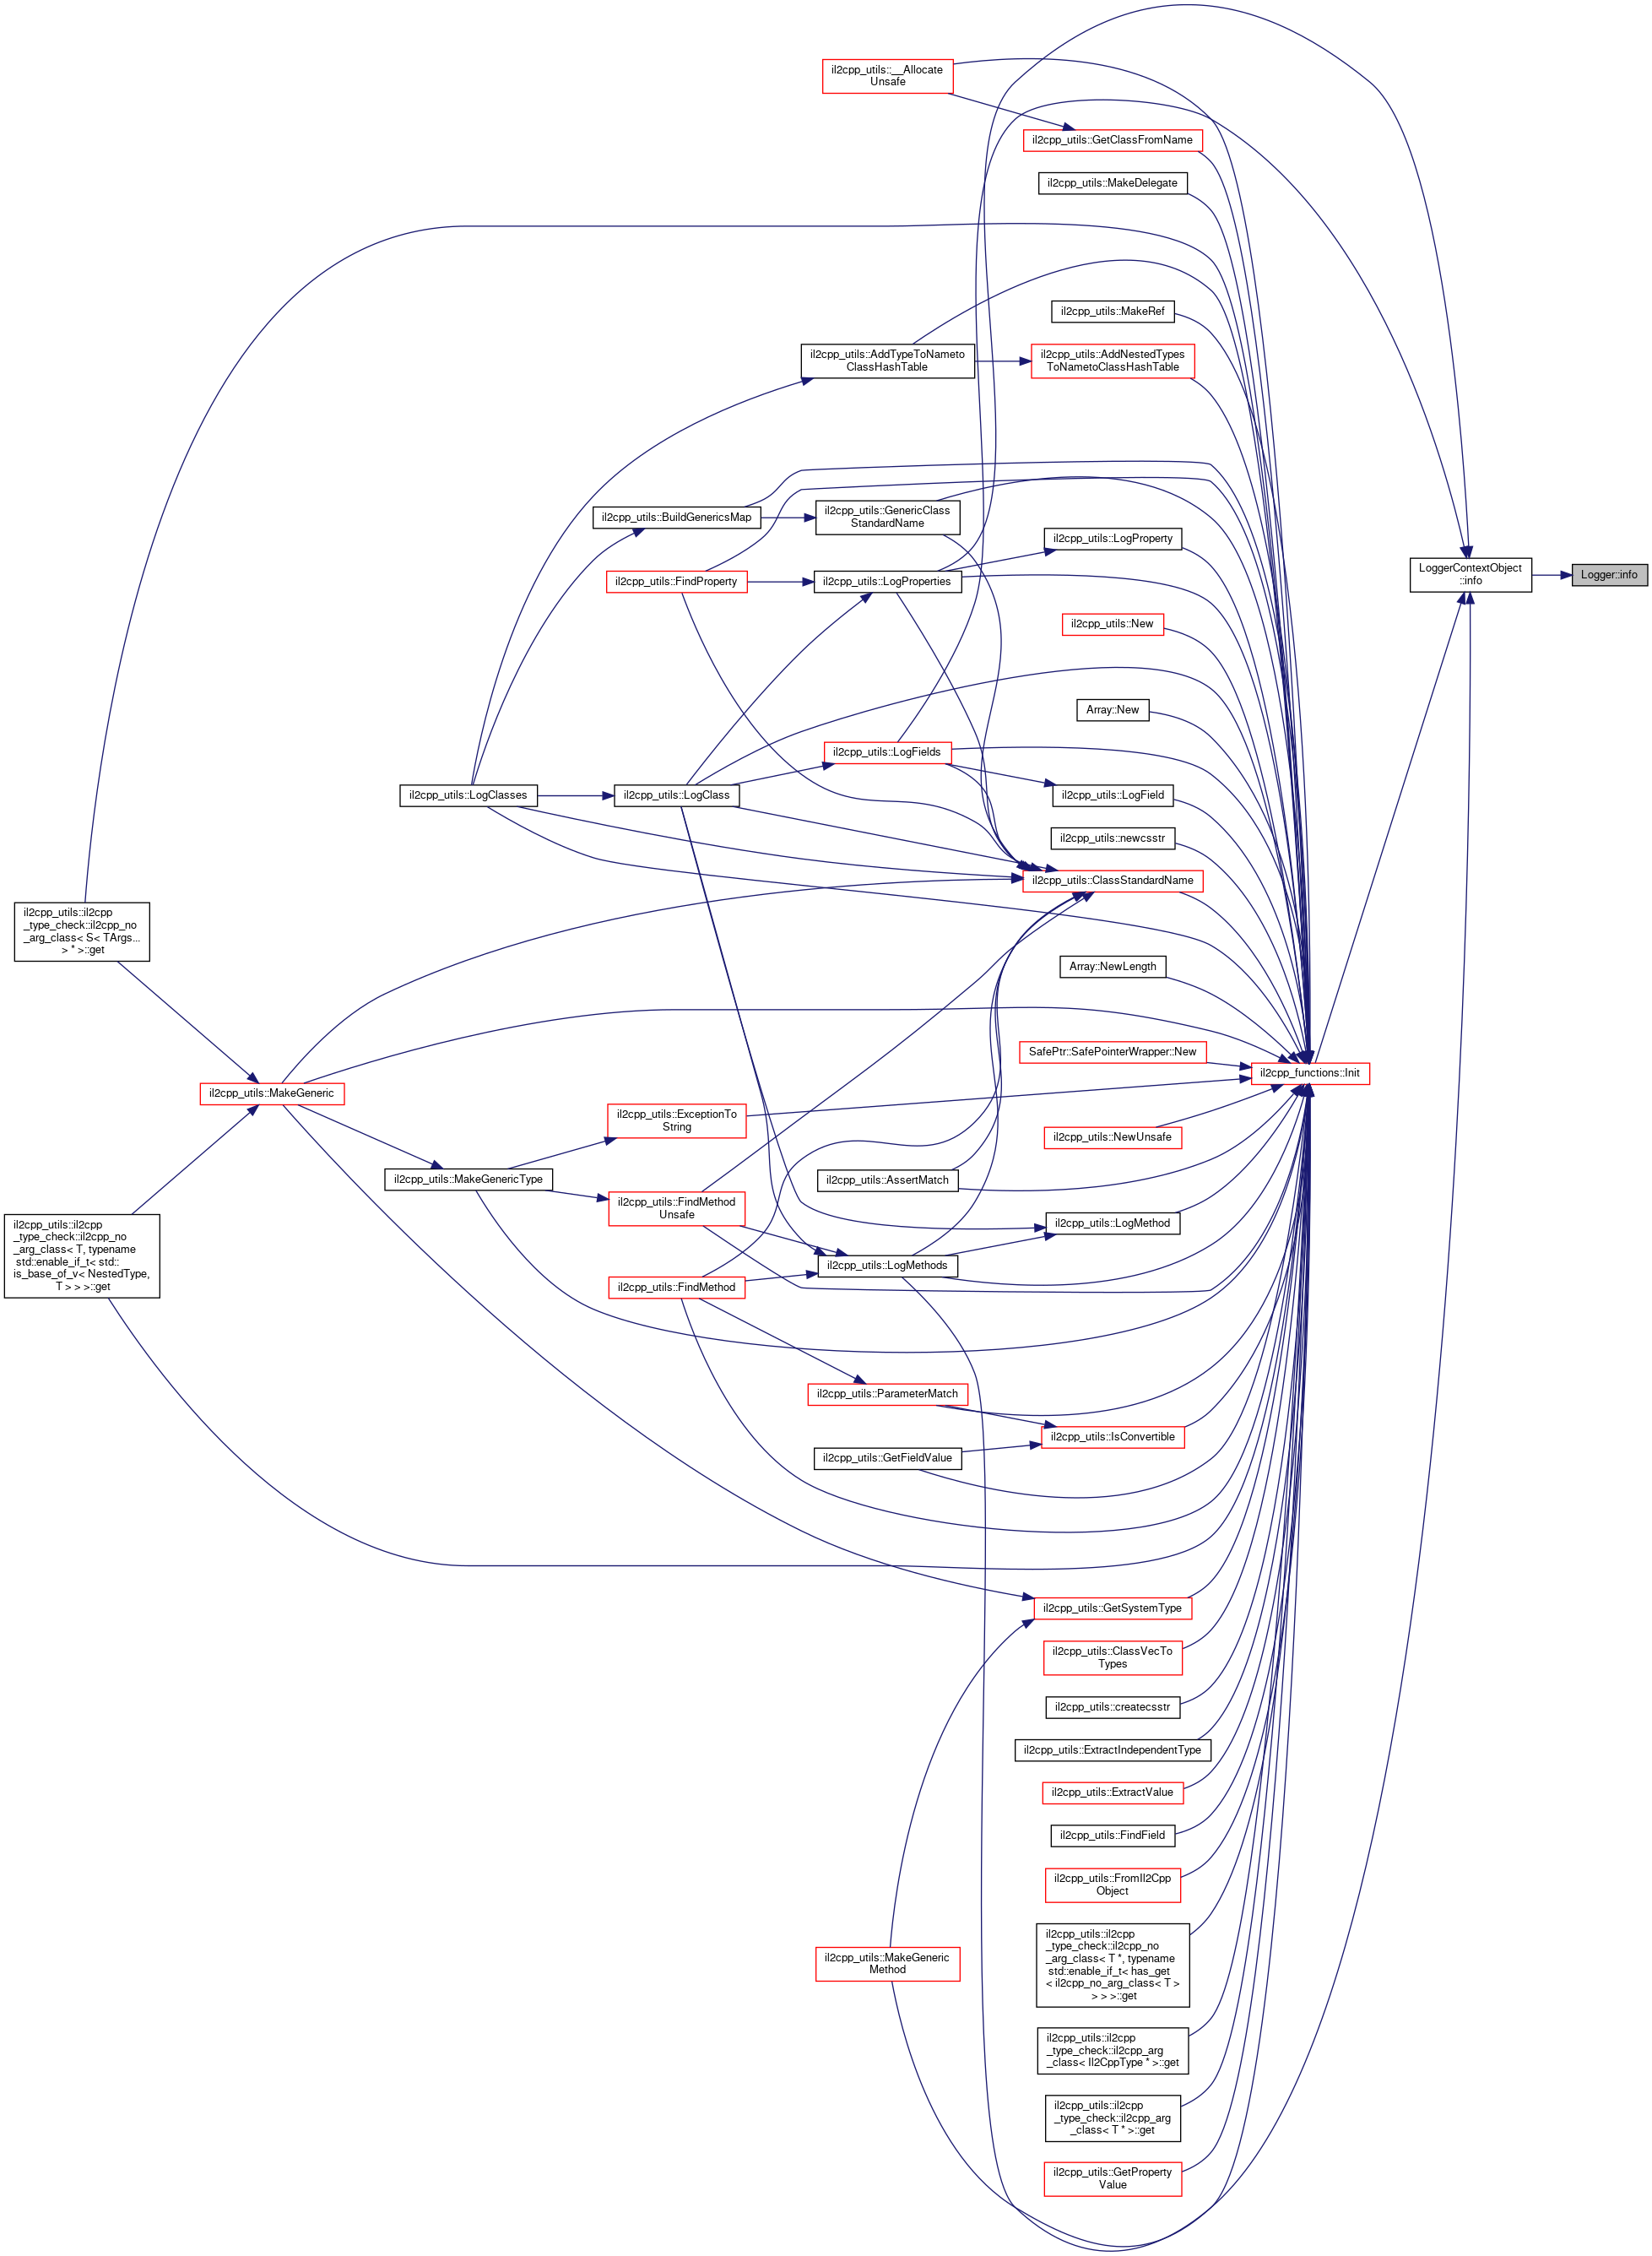 il2cpp_utils::__Allocate
Unsafe
il2cpp_utils::GetClassFromName
il2cpp_utils::MakeDelegate
il2cpp_utils::MakeRef
il2cpp_utils::AddTypeToNameto
ClassHashTable
il2cpp_utils::AddNestedTypes
ToNametoClassHashTable
il2cpp_utils::BuildGenericsMap
il2cpp_utils::GenericClass
StandardName
il2cpp_utils::LogProperty
il2cpp_utils::FindProperty
il2cpp_utils::LogProperties
LoggerContextObject
::info
Logger::info
il2cpp_utils::New
Array::New
il2cpp_utils::LogFields
il2cpp_utils::LogClasses
il2cpp_utils::LogClass
il2cpp_utils::LogField
il2cpp_utils::newcsstr
il2cpp_utils::ClassStandardName
il2cpp_utils::il2cpp
_type_check::il2cpp_no
_arg_class< S< TArgs...
> * >::get
Array::NewLength
SafePtr::SafePointerWrapper::New
il2cpp_functions::Init
il2cpp_utils::MakeGeneric
il2cpp_utils::ExceptionTo
String
il2cpp_utils::NewUnsafe
il2cpp_utils::MakeGenericType
il2cpp_utils::AssertMatch
il2cpp_utils::FindMethod
Unsafe
il2cpp_utils::LogMethod
il2cpp_utils::il2cpp
_type_check::il2cpp_no
_arg_class< T, typename
std::enable_if_t< std::
is_base_of_v< NestedType,
T > > >::get
il2cpp_utils::LogMethods
il2cpp_utils::FindMethod
il2cpp_utils::ParameterMatch
il2cpp_utils::IsConvertible
il2cpp_utils::GetFieldValue
il2cpp_utils::GetSystemType
il2cpp_utils::ClassVecTo
Types
il2cpp_utils::createcsstr
il2cpp_utils::ExtractIndependentType
il2cpp_utils::ExtractValue
il2cpp_utils::FindField
il2cpp_utils::FromIl2Cpp
Object
il2cpp_utils::MakeGeneric
Method
il2cpp_utils::il2cpp
_type_check::il2cpp_no
_arg_class< T *, typename
std::enable_if_t< has_get
< il2cpp_no_arg_class< T >
> > >::get
il2cpp_utils::il2cpp
_type_check::il2cpp_arg
_class< Il2CppType * >::get
il2cpp_utils::il2cpp
_type_check::il2cpp_arg
_class< T * >::get
il2cpp_utils::GetProperty
Value